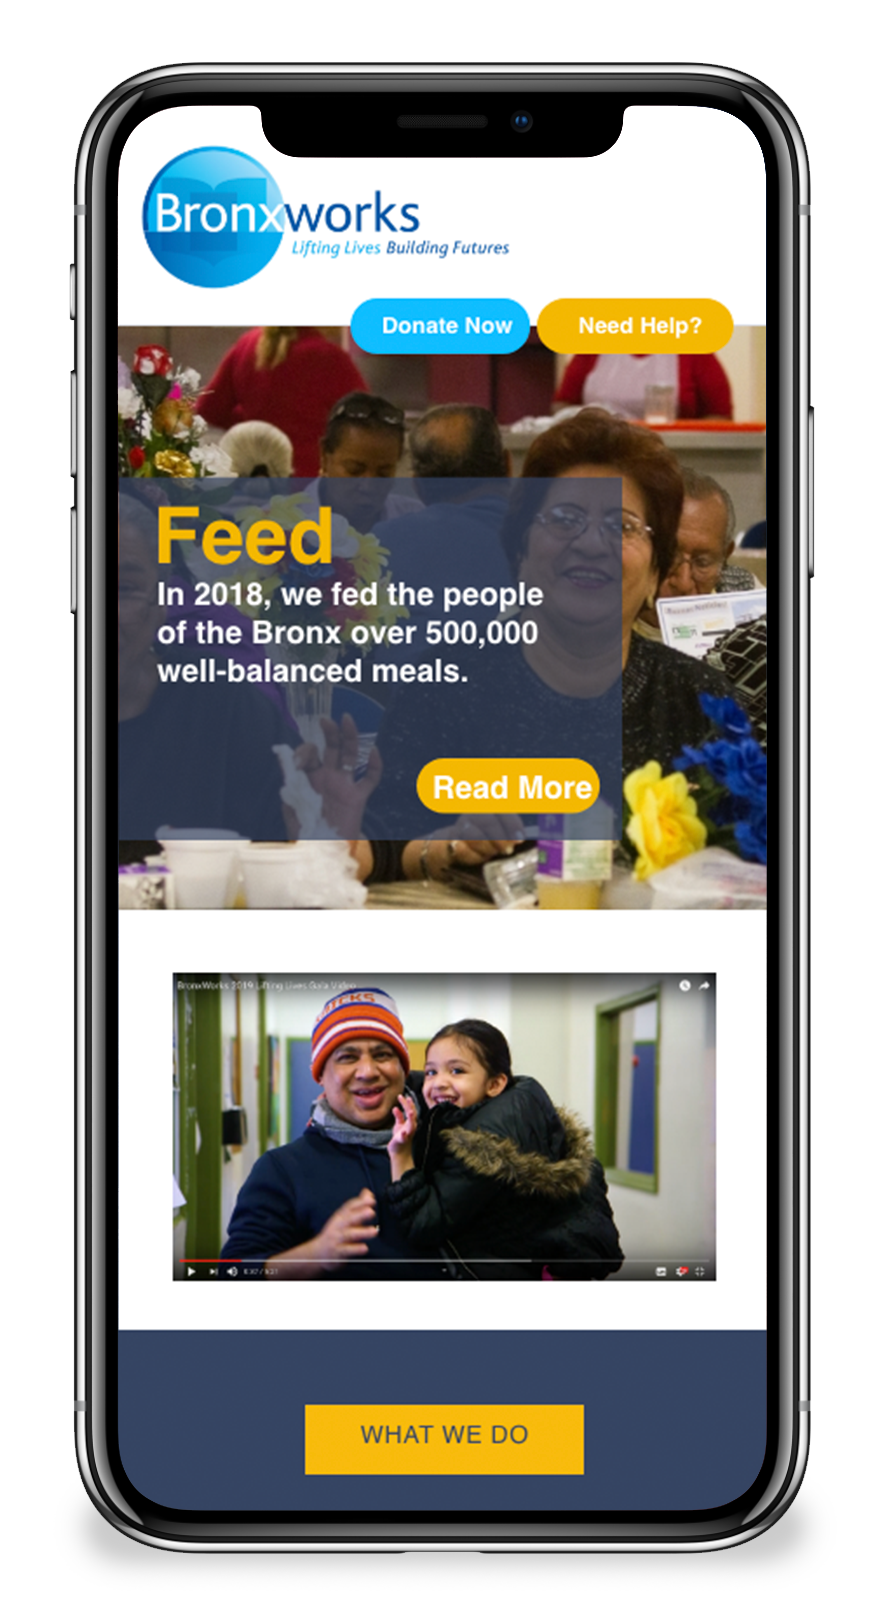 Bronxworks
Lifting Lives Building Futures
Donate Now
Need Help?
Feed
In 2018, we fed the people
of the Bronx over 500,000
well-balanced meals.
Read More
BronxWorks 2019 Lifting Lives Gala Video
WHAT WE DO